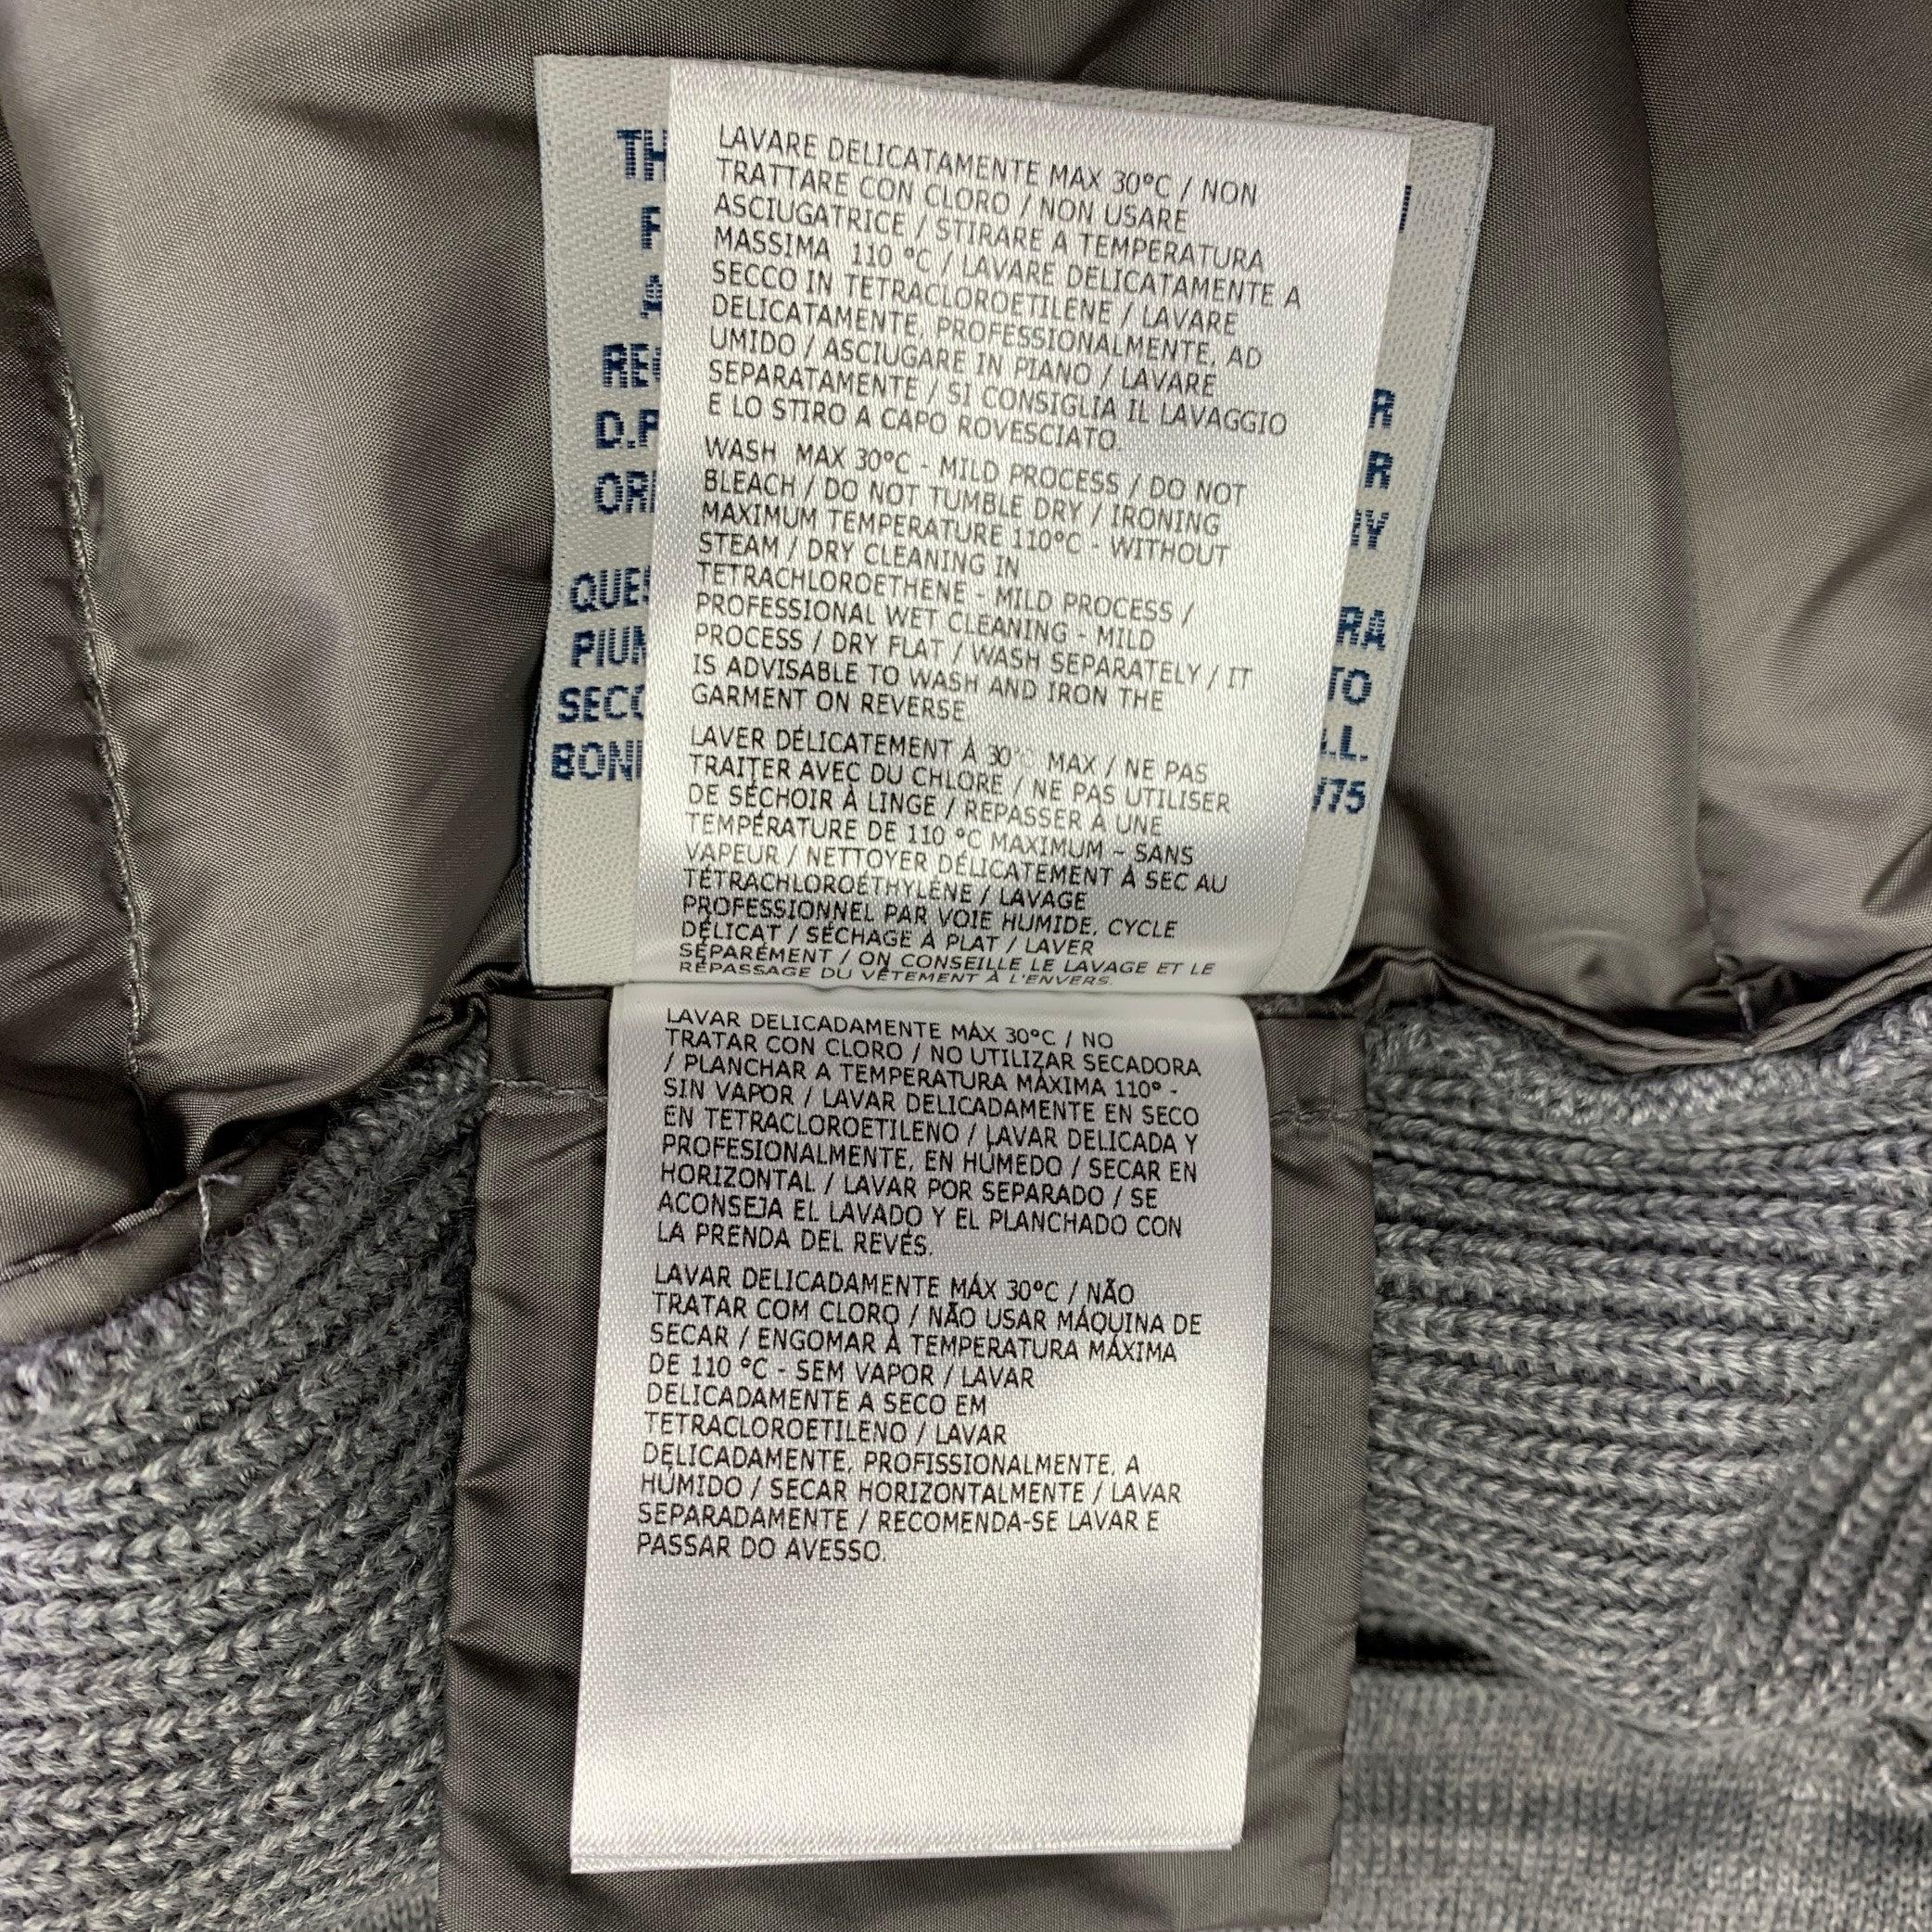 LAVARE DELICATAMENTE MAX 30°C / NON
TRATTARE CON CLORO / NON USARE
ASCIUGATRICE / STIRARE A TEMPERATURA
MASSIMA 110 °C / LAVARE DELICATAMENTE A
SECCO IN TETRACLOROETILENE / LAVARE
DELICATAMENTE, PROFESSIONALMENTE, AD
UMIDO / ASCIUGARE IN PIANO / LAVARE
SEPARATAMENTE / SI CONSIGLIA IL LAVAGGIO
E LO STIRO A CAPO ROVESCIATO.
WASH MAX 30°C - MILD PROCESS / DO NOT
BLEACH / DO NOT TUMBLE DRY / IRONING
MAXIMUM TEMPERATURE 110°C - WITHOUT
STEAM / DRY CLEANING IN
TETRACHLOROETHENE - MILD PROCESS /
PROFESSIONAL WET CLEANING - MILD
PROCESS / DRY FLAT / WASH SEPARATELY / IT
IS ADVISABLE TO WASH AND IRON THE
GARMENT ON REVERSE.
LAVER DÉLICATEMENT À 30° MAX / NE PAS
TRAITER AVEC DU CHLORE / NE PAS UTILISER
DE SÉCHOIR À LINGE / REPASSER À UNE
TEMPÉRATURE DE 110 °C MAXIMUM - SANS
VAPEUR / NETTOYER DÉLICATEMENT À SEC AU
TÉTRACHLOROÉTHYLÈNE / LAVAGE
PROFESSIONNEL PAR VOIE HUMIDE, CYCLE
DÉLICAT / SÉCHAGE À PLAT / LAVER
SÉPARÉMENT / ON CONSEILLE LE LAVAGE ET LE
REPASSAGE DU VÊTEMENT À L'ENVERS.
LAVAR DELICADAMENTE MÁX 30°C / NO
TRATAR CON CLORO / NO UTILIZAR SECADORA
/ PLANCHAR A TEMPERATURA MÁXIMA 110° -
SIN VAPOR / LAVAR DELICADAMENTE EN SECO
EN TETRACLOROETILENO / LAVAR DELICADA Y
PROFESIONALMENTE, EN HÚMEDO / SECAR EN
HORIZONTAL / LAVAR POR SEPARADO / SE
ACONSEJA EL LAVADO Y EL PLANCHADO CON
LA PRENDA DEL REVÉS.
LAVAR DELICADAMENTE MÁX 30°C / NÃO
TRATAR COM CLORO / NÃO USAR MÁQUINA DE
SECAR / ENGOMAR À TEMPERATURA MÁXIMA
DE 110 °C - SEM VAPOR / LAVAR
DELICADAMENTE A SECO EM
TETRACLOROETILENO / LAVAR
DELICADAMENTE, PROFISSIONALMENTE, A
HÚMIDO / SECAR HORIZONTALMENTE / LAVAR
SEPARADAMENTE / RECOMENDA-SE LAVAR E
PASSAR DO AVESSO.